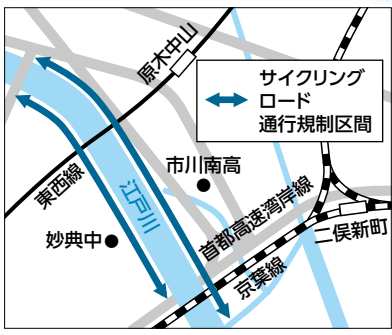 原木中山
サイクリング
ロード
通行規制区間
東西線
江戸川
市川南高
妙典中
首都高速湾岸線
京葉線
二俣新町